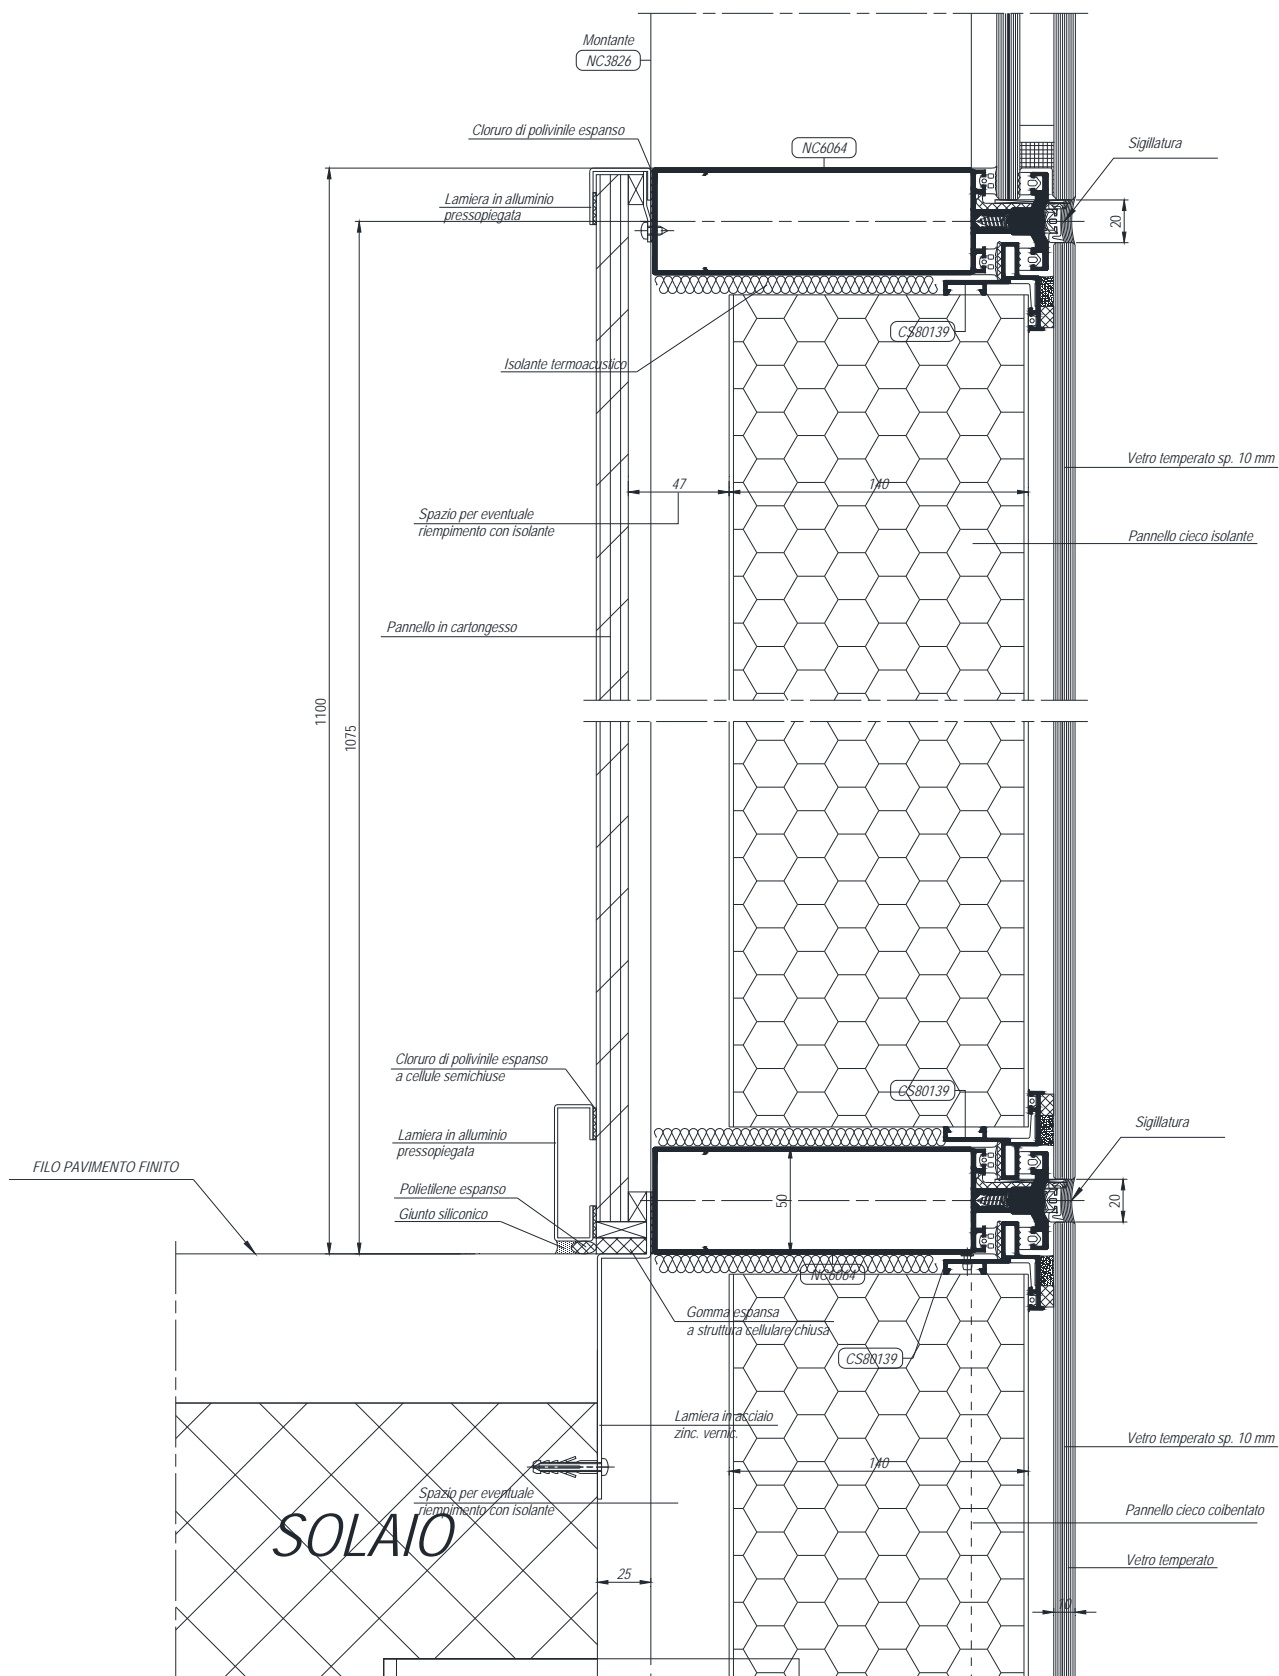 Montante
NC3826
Cloruro di polivinile espanso
NC6064
Sigillatura
Lamiera in alluminio
pressopiegata
20
CS80139
Isolante termoacustico
Vetro temperato sp. 10 mm
47
140
Spazio per eventuale
riempimento con isolante
Pannello cieco isolante
Pannello in cartongesso
1100
1075
Cloruro di polivinile espanso
a cellule semichiuse
CS80139
Lamiera in alluminio
pressopiegata
Sigillatura
FILO PAVIMENTO FINITO
Polietilene espanso
Giunto siliconico
50
20
NC6064
Gomma espansa
a struttura cellulare chiusa
CS80139
Lamiera in acciaio
zinc. vernic.
Vetro temperato sp. 10 mm
140
Spazio per eventuale
riempimento con isolante
Pannello cieco coibentato
SOLAIO
Vetro temperato
25
10